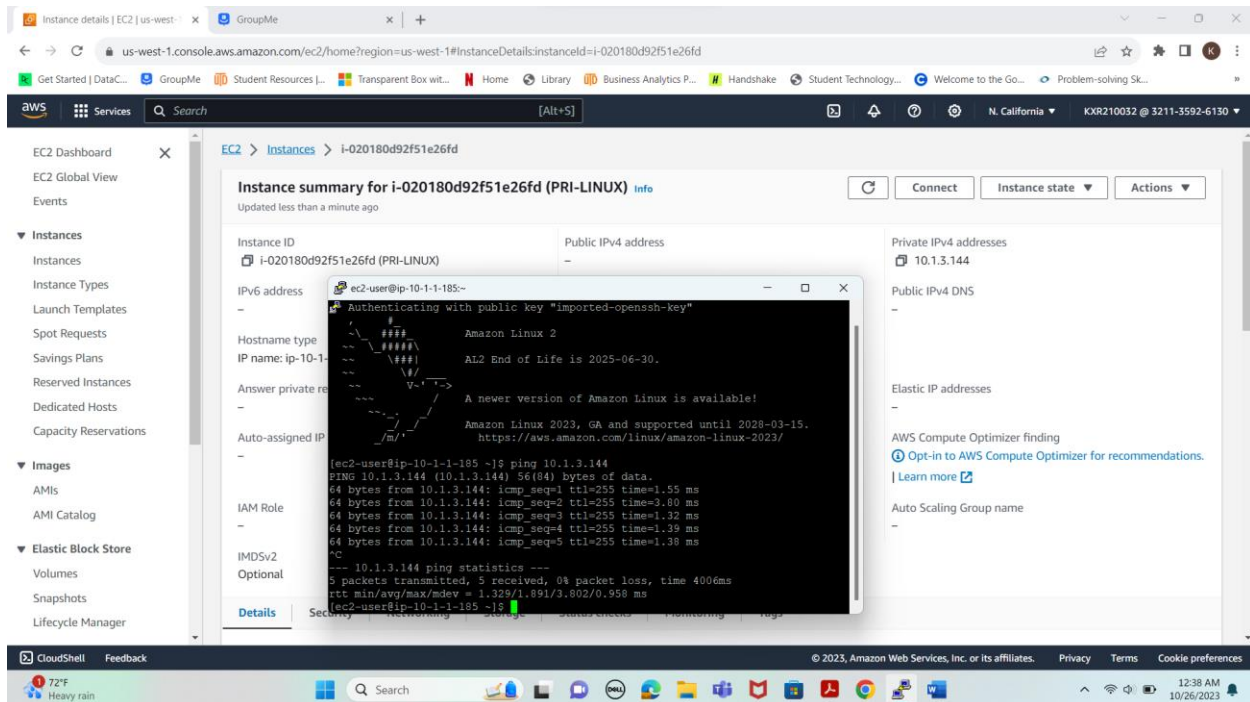 Instance details | EC2 | us-west-
GroupMe
us-west-1.console.aws.amazon.com/ec2/home?region=us-west-1#InstanceDetails:instanceId=i-020180d92f51e26fd
K
Get Started | DataC...
GroupMe
Student Resources |...
Transparent Box wit...
Home
Library
Business Analytics P...
Handshake
Student Technology...
Welcome to the Go...
Problem-solving Sk...
»
aws
Services
Search
[Alt+S]
N. California
KXR210032 @ 3211-3592-6130
EC2 Dashboard
EC2 Global View
Events
Instances
Instances
Instance Types
Launch Templates
Spot Requests
Savings Plans
Reserved Instances
Dedicated Hosts
Capacity Reservations
Images
AMIs
AMI Catalog
Elastic Block Store
Volumes
Snapshots
Lifecycle Manager
EC2 > Instances > i-020180d92f51e26fd
Instance summary for i-020180d92f51e26fd (PRI-LINUX) Info
Updated less than a minute ago
Connect
Instance state
Actions
Instance ID
i-020180d92f51e26fd (PRI-LINUX)
Public IPv4 address
–
Private IPv4 addresses
10.1.3.144
IPv6 address
–
Public IPv4 DNS
–
Hostname type
IP name: ip-10-1-
Answer private re
–
Elastic IP addresses
–
Auto-assigned IP
–
AWS Compute Optimizer finding
Opt-in to AWS Compute Optimizer for recommendations.
| Learn more
IAM Role
–
Auto Scaling Group name
–
IMDSv2
Optional
Details
ec2-user@ip-10-1-1-185:~
Authenticating with public key "imported-openssh-key"
Amazon Linux 2
AL2 End of Life is 2025-06-30.
A newer version of Amazon Linux is available!
Amazon Linux 2023, GA and supported until 2028-03-15.
https://aws.amazon.com/linux/amazon-linux-2023/
[ec2-user@ip-10-1-1-185 ~]$ ping 10.1.3.144
PING 10.1.3.144 (10.1.3.144) 56(84) bytes of data.
64 bytes from 10.1.3.144: icmp_seq=1 ttl=255 time=1.55 ms
64 bytes from 10.1.3.144: icmp_seq=2 ttl=255 time=3.80 ms
64 bytes from 10.1.3.144: icmp_seq=3 ttl=255 time=1.32 ms
64 bytes from 10.1.3.144: icmp_seq=4 ttl=255 time=1.39 ms
64 bytes from 10.1.3.144: icmp_seq=5 ttl=255 time=1.38 ms
^C
--- 10.1.3.144 ping statistics ---
5 packets transmitted, 5 received, 0% packet loss, time 4006ms
rtt min/avg/max/mdev = 1.329/1.891/3.802/0.958 ms
[ec2-user@ip-10-1-1-185 ~]$
CloudShell
Feedback
© 2023, Amazon Web Services, Inc. or its affiliates.
Privacy
Terms
Cookie preferences
1
72°F
Heavy rain
Search
12:38 AM
10/26/2023